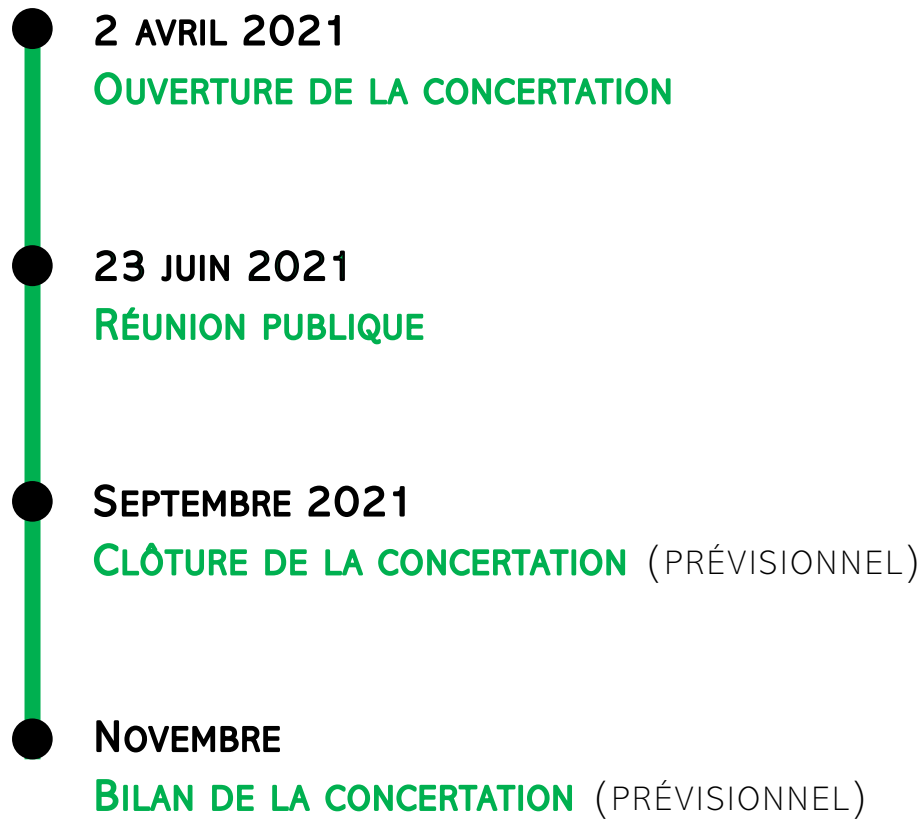 2 AVRIL 2021
OUVERTURE DE LA CONCERTATION
23 JUIN 2021
RÉUNION PUBLIQUE
SEPTEMBRE 2021
CLÔTURE DE LA CONCERTATION (PRÉVISIONNEL)
NOVEMBRE
BILAN DE LA CONCERTATION (PRÉVISIONNEL)